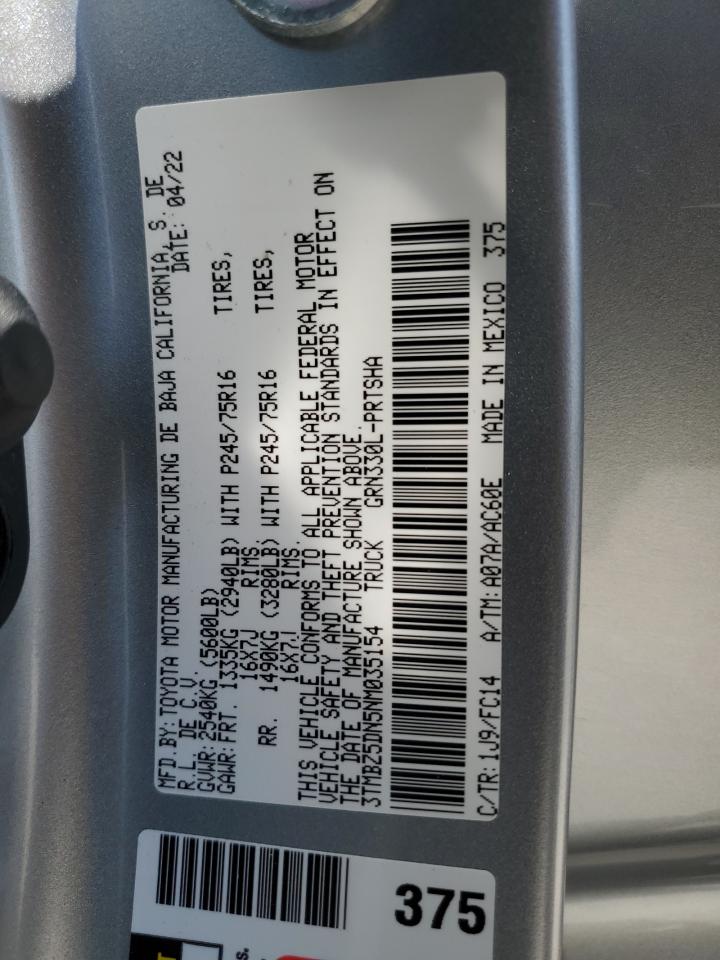 MFD.BY:TOYOTA MOTOR MANUFACTURING DE BAJA CALIFORNIA, S. DE
R.L. DE C.V. DATE: 04/22
GVWR:2540KG (5600LB)
GAWR:FRT. 1335KG (2940LB) WITH P245/75R16 TIRES,
16X7J RIMS
RR. 1490KG (3280LB) WITH P245/75R16 TIRES,
16X7J RIMS
THIS VEHICLE CONFORMS TO ALL APPLICABLE FEDERAL MOTOR
VEHICLE SAFETY AND THEFT PREVENTION STANDARDS IN EFFECT ON
THE DATE OF MANUFACTURE SHOWN ABOVE.
3TMBZ5DN5NM035154 TRUCK GRN330L-PRTSHA
C/TR:1J9/FC14 A/TM:A07A/AC60E MADE IN MEXICO 375
375
s.